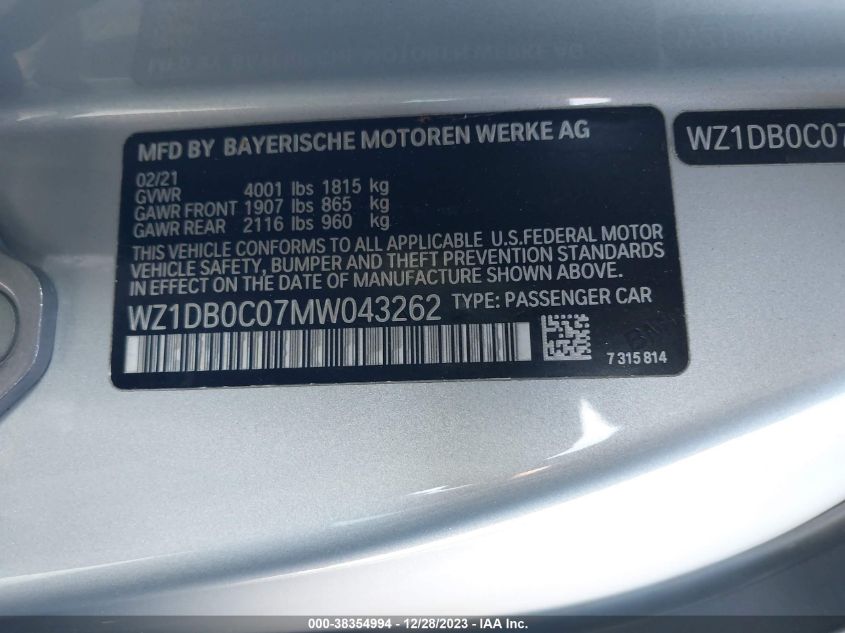 MFD BY BAYERISCHE MOTOREN WERKE AG
02/21
GVWR 4001 lbs 1815 kg
GAWR FRONT 1907 lbs 865 kg
GAWR REAR 2116 lbs 960 kg
THIS VEHICLE CONFORMS TO ALL APPLICABLE U.S.FEDERAL MOTOR
VEHICLE SAFETY, BUMPER AND THEFT PREVENTION STANDARDS
IN EFFECT ON THE DATE OF MANUFACTURE SHOWN ABOVE.
WZ1DB0C07MW043262 TYPE: PASSENGER CAR
7 315 814
WZ1DB0C07
000-38354994 - 12/28/2023 - IAA Inc.